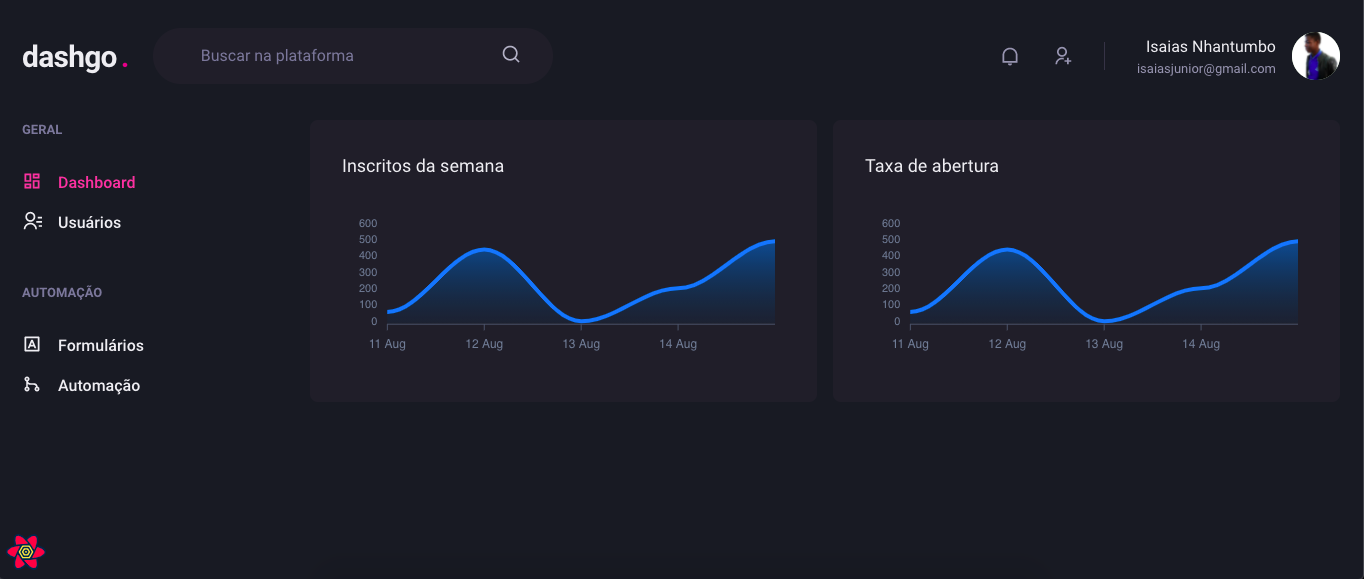 dashgo.
Buscar na plataforma
Isaias Nhantumbo
isaiasjunior@gmail.com
GERAL
Dashboard
Usuários
AUTOMAÇÃO
Formulários
Automação
Inscritos da semana
600
500
400
300
200
100
0
11 Aug 12 Aug 13 Aug 14 Aug
Taxa de abertura
600
500
400
300
200
100
0
11 Aug 12 Aug 13 Aug 14 Aug